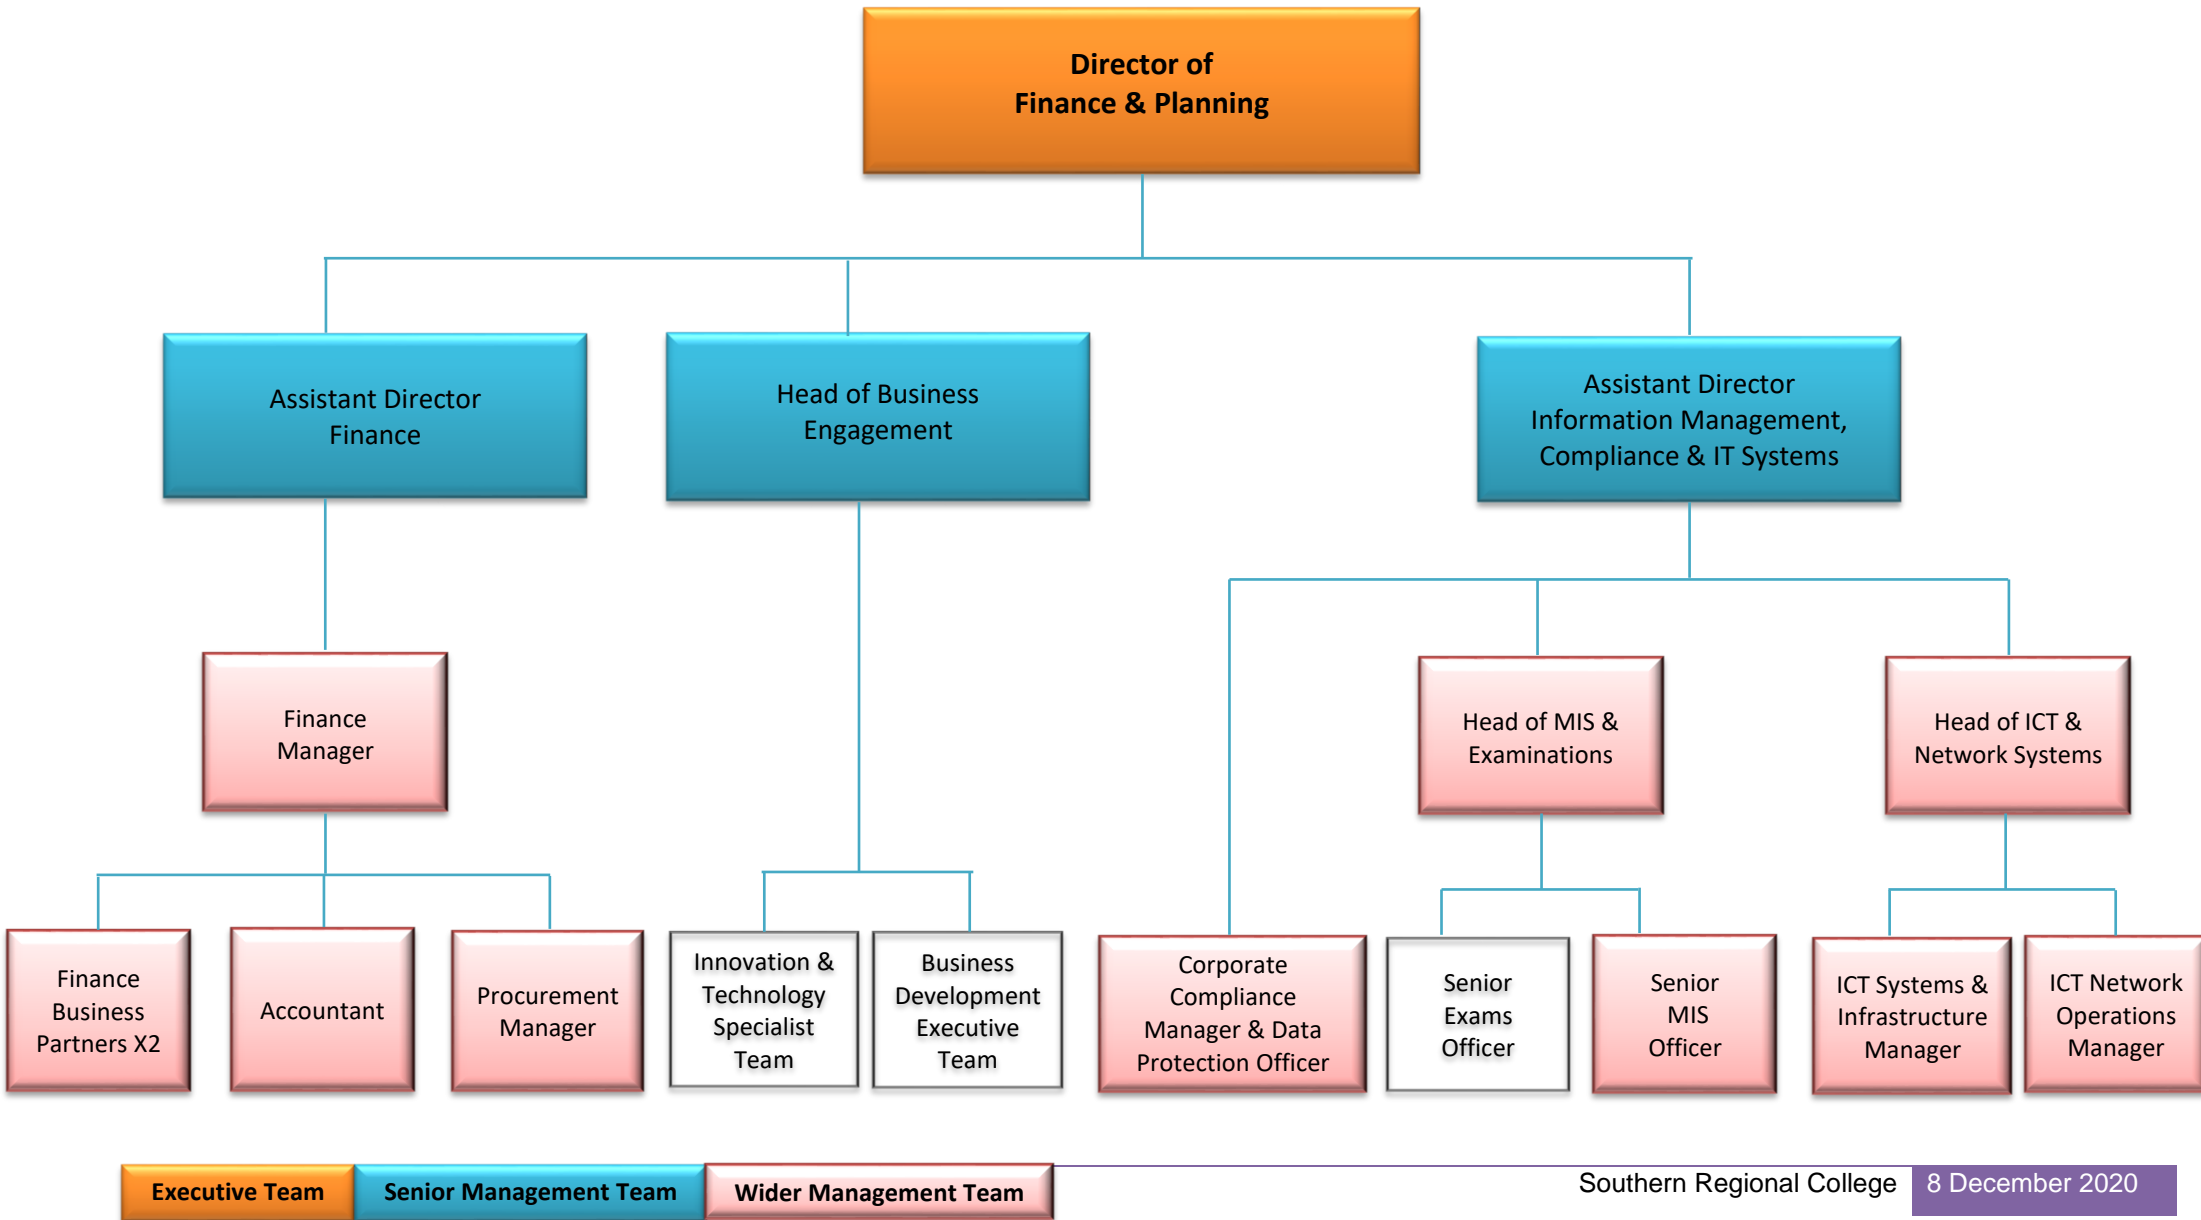 Director of
Finance & Planning
Assistant Director
Finance
Head of Business
Engagement
Assistant Director
Information Management,
Compliance & IT Systems
Finance
Manager
Head of MIS &
Examinations
Head of ICT &
Network Systems
Finance
Business
Partners X2
Accountant
Procurement
Manager
Innovation &
Technology
Specialist
Team
Business
Development
Executive
Team
Corporate
Compliance
Manager & Data
Protection Officer
Senior
Exams
Officer
Senior
MIS
Officer
ICT Systems &
Infrastructure
Manager
ICT Network
Operations
Manager
Executive Team
Senior Management Team
Wider Management Team
Southern Regional College
8 December 2020